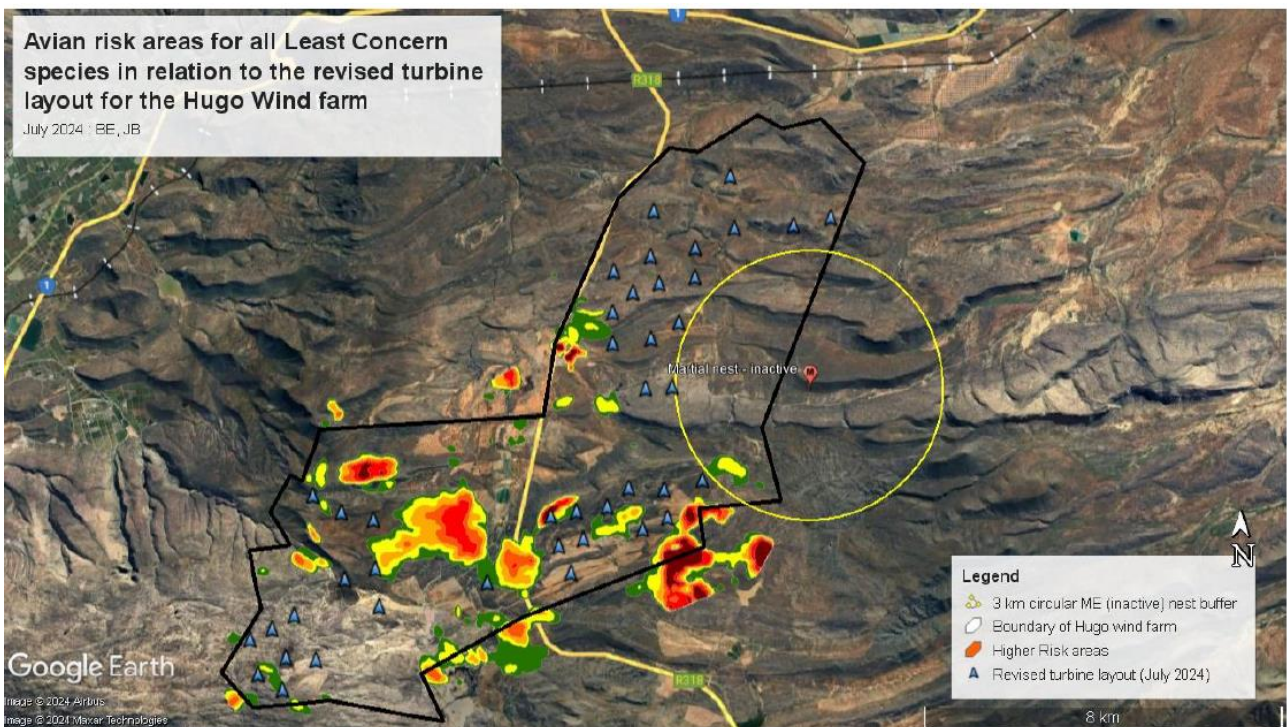 Avian risk areas for all Least Concern
species in relation to the revised turbine
layout for the Hugo Wind farm
July 2024 : BE, JB
1
R318
1
Martial nest - inactive
M
N
Legend
3 km circular ME (inactive) nest buffer
Boundary of Hugo wind farm
Higher Risk areas
Revised turbine layout (July 2024)
R318
Google Earth
Image © 2024 Airbus
Image © 2024 Maxar Technologies
8 km